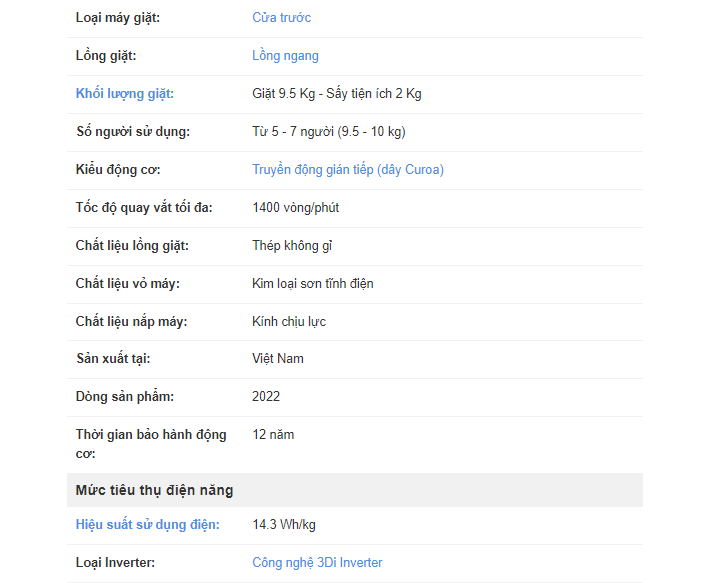 Loại máy giặt: Cửa trước
Lồng giặt: Lồng ngang
Khối lượng giặt: Giặt 9.5 Kg - Sấy tiện ích 2 Kg
Số người sử dụng: Từ 5 - 7 người (9.5 - 10 kg)
Kiểu động cơ: Truyền động gián tiếp (dây Curoa)
Tốc độ quay vắt tối đa: 1400 vòng/phút
Chất liệu lồng giặt: Thép không gỉ
Chất liệu vỏ máy: Kim loại sơn tĩnh điện
Chất liệu nắp máy: Kính chịu lực
Sản xuất tại: Việt Nam
Dòng sản phẩm: 2022
Thời gian bảo hành động 12 năm
cơ:
Mức tiêu thụ điện năng
Hiệu suất sử dụng điện: 14.3 Wh/kg
Loại Inverter: Công nghệ 3Di Inverter